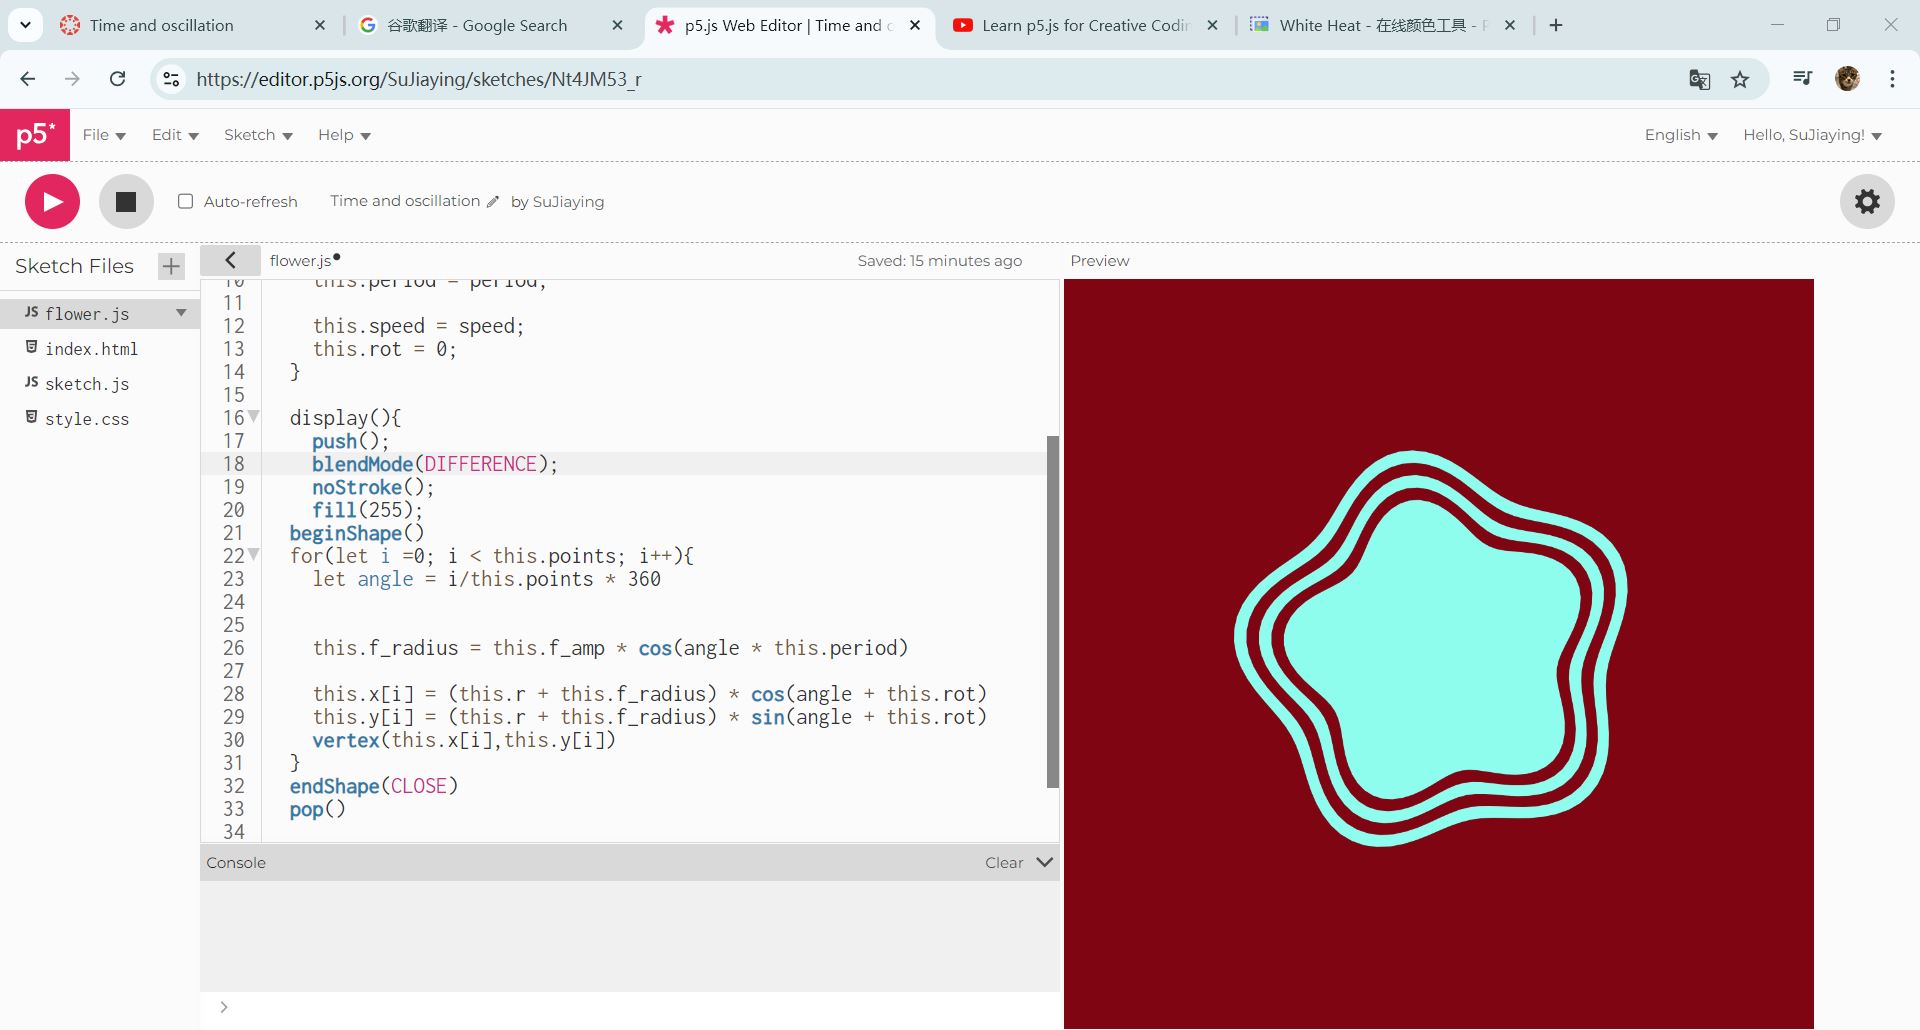 Time and oscillation
谷歌翻译 - Google Search
p5.js Web Editor | Time and
Learn p5.js for Creative Codin
White Heat - 在线颜色工具 -
https://editor.p5js.org/SuJiaying/sketches/Nt4JM53_r
p5*
File
Edit
Sketch
Help
English
Hello, SuJiaying!
Auto-refresh
Time and oscillation
by SuJiaying
Sketch Files
flower.js
Saved: 15 minutes ago
Preview
JS flower.js
index.html
JS sketch.js
style.css
10 this.period = period;
11
12 this.speed = speed;
13 this.rot = 0;
14 }
15
16 display(){
17 push();
18 blendMode(DIFFERENCE);
19 noStroke();
20 fill(255);
21 beginShape()
22 for(let i =0; i < this.points; i++){
23 let angle = i/this.points * 360
24
25
26 this.f_radius = this.f_amp * cos(angle * this.period)
27
28 this.x[i] = (this.r + this.f_radius) * cos(angle + this.rot)
29 this.y[i] = (this.r + this.f_radius) * sin(angle + this.rot)
30 vertex(this.x[i],this.y[i])
31 }
32 endShape(CLOSE)
33 pop()
34
Console
Clear
>